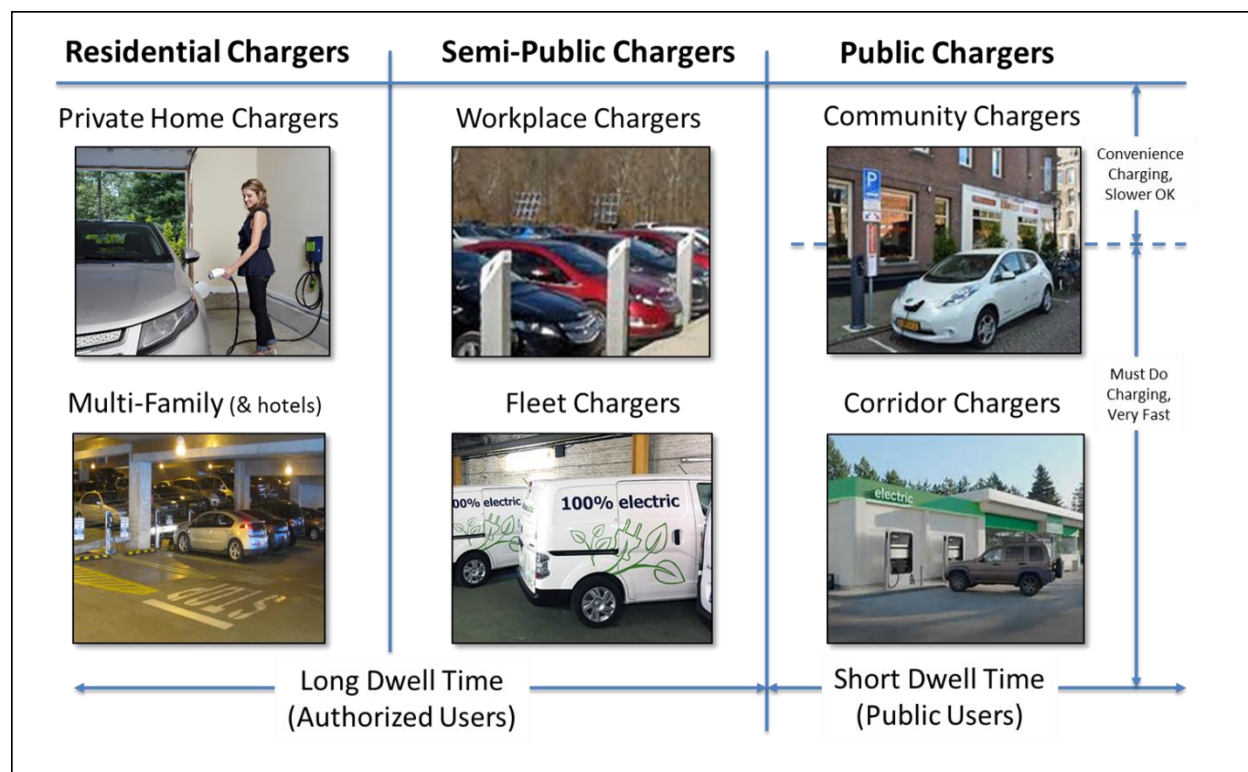 Residential Chargers
Semi-Public Chargers
Public Chargers
Private Home Chargers
Workplace Chargers
Community Chargers
P
Convenience
Charging,
Slower OK
Must Do
Charging,
Very Fast
Multi-Family (& hotels)
Fleet Chargers
Corridor Chargers
STOP
100% electric
100% electric
electric
Long Dwell Time
(Authorized Users)
Short Dwell Time
(Public Users)